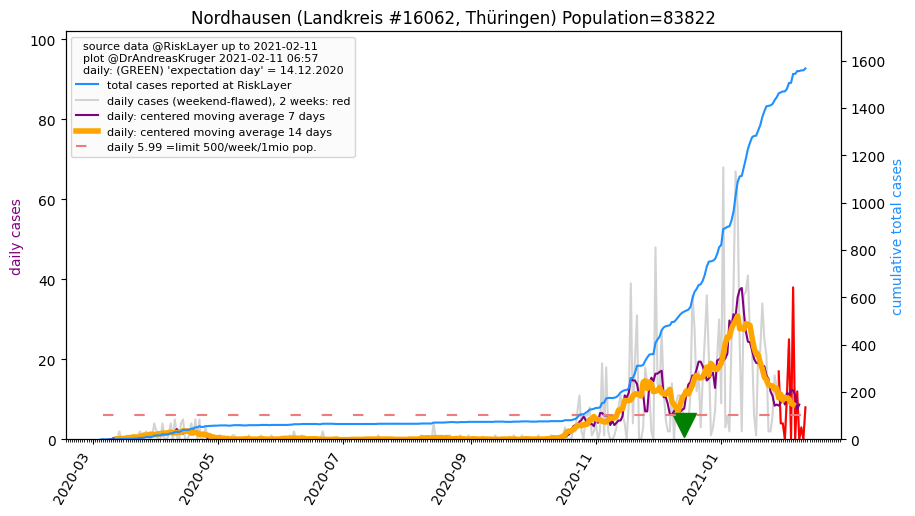 Nordhausen (Landkreis #16062, Thüringen) Population=83822
source data @RiskLayer up to 2021-02-11
plot @DrAndreasKruger 2021-02-11 06:57
daily: (GREEN) 'expectation day' = 14.12.2020
total cases reported at RiskLayer
daily cases (weekend-flawed), 2 weeks: red
daily: centered moving average 7 days
daily: centered moving average 14 days
daily 5.99 =limit 500/week/1mio pop.
daily cases
100
80
60
40
20
0
cumulative total cases
1600
1400
1200
1000
800
600
400
200
0
2020-03
2020-05
2020-07
2020-09
2020-11
2021-01